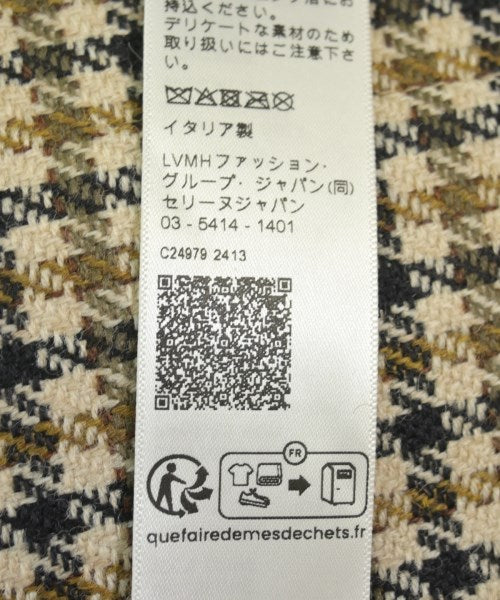 持込ください。
デリケートな素材のため
取り扱いにはご注意下さ
い。
イタリア製
LVMHファッション・
グループ・ジャパン(同)
セリーヌジャパン
03 - 5414 - 1401
C24979 2413
FR
quefairedemesdechets.fr